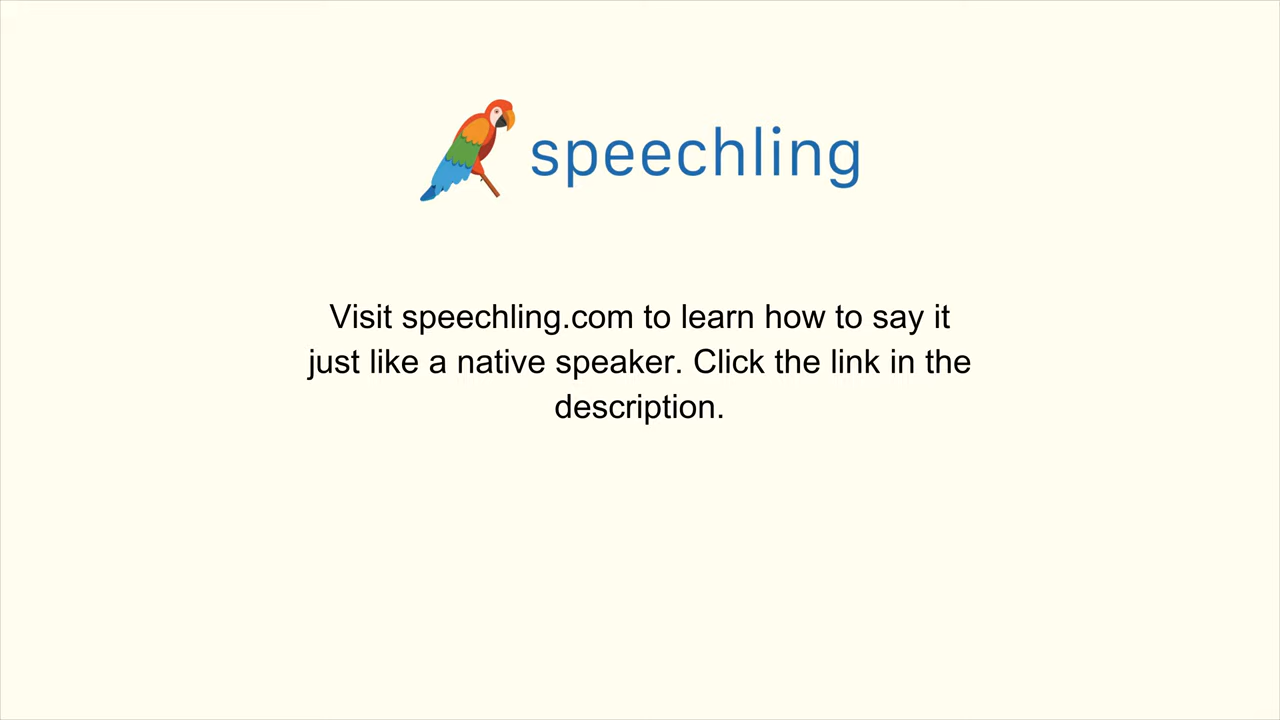 speechling
Visit speechling.com to learn how to say it
just like a native speaker. Click the link in the
description.